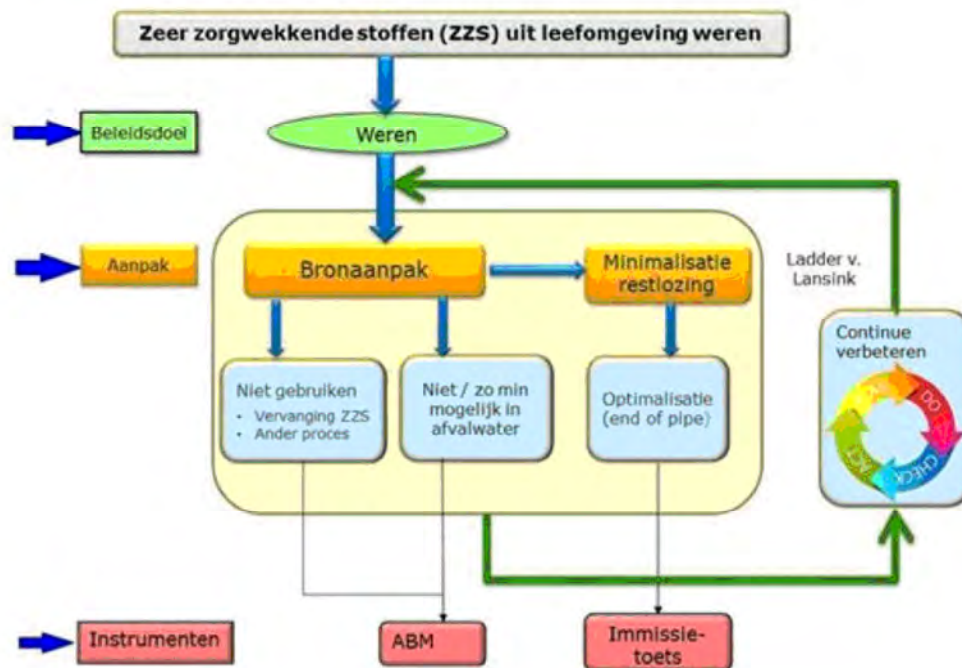 Zeer zorgwekkende stoffen (ZZS) uit leefomgeving weren
Beleidsdoel
Weren
Aanpak
Bronaanpak
Minimalisatie
restlozing
Ladder v.
Lansink
Niet gebruiken
• Vervanging ZZS
• Ander proces
Niet / zo min
mogelijk in
afvalwater
Optimalisatie
(end of pipe)
Continue
verbeteren
DO
CHECK
ACT
Instrumenten
ABM
Immissie-
toets